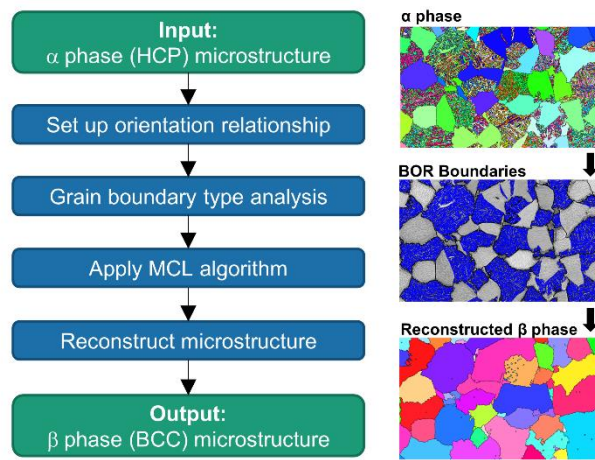 Input:
α phase (HCP) microstructure
Set up orientation relationship
Grain boundary type analysis
Apply MCL algorithm
Reconstruct microstructure
Output:
β phase (BCC) microstructure
α phase
BOR Boundaries
Reconstructed β phase